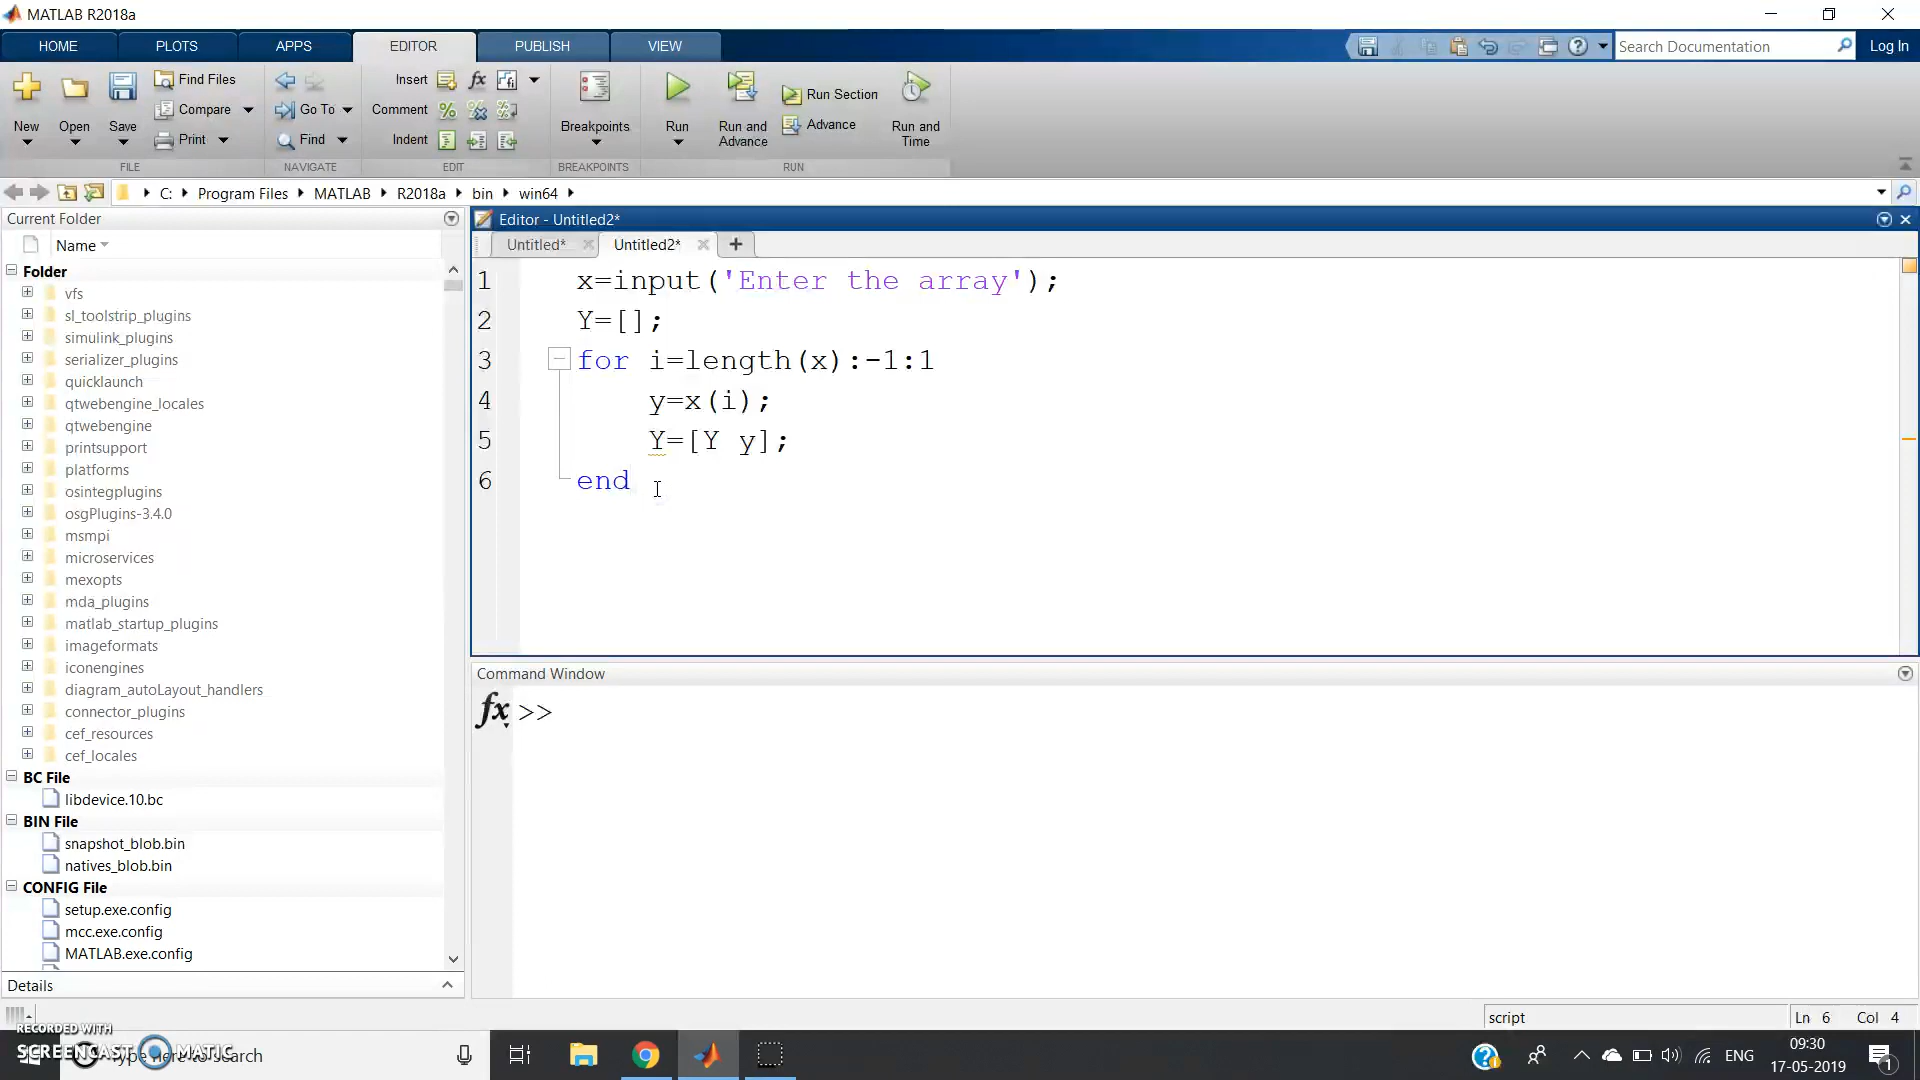 MATLAB R2018a
HOME PLOTS APPS EDITOR PUBLISH VIEW
Search Documentation Log In
New Open Save
Find Files
Compare
Print
FILE
Go To
Find
NAVIGATE
Insert
Comment
Indent
EDIT
fx
Breakpoints
BREAKPOINTS
Run
Run and Advance
Run Section
Advance
Run and Time
RUN
C: Program Files MATLAB R2018a bin win64
Current Folder
Name
Folder
vfs
sl_toolstrip_plugins
simulink_plugins
serializer_plugins
quicklaunch
qtwebengine_locales
qtwebengine
printsupport
platforms
osintegplugins
osgPlugins-3.4.0
msmpi
microservices
mexopts
mda_plugins
matlab_startup_plugins
imageformats
iconengines
diagram_autoLayout_handlers
connector_plugins
cef_resources
cef_locales
BC File
libdevice.10.bc
BIN File
snapshot_blob.bin
natives_blob.bin
CONFIG File
setup.exe.config
mcc.exe.config
MATLAB.exe.config
Details
Editor - Untitled2*
Untitled* Untitled2*
1 x=input('Enter the array');
2 Y=[];
3 for i=length(x):-1:1
4 y=x(i);
5 Y=[Y y];
6 end
Command Window
fx >>
script Ln 6 Col 4
RECORDED WITH
SCREENCAST MATIC
Type here to search
ENG
09:30
17-05-2019
1